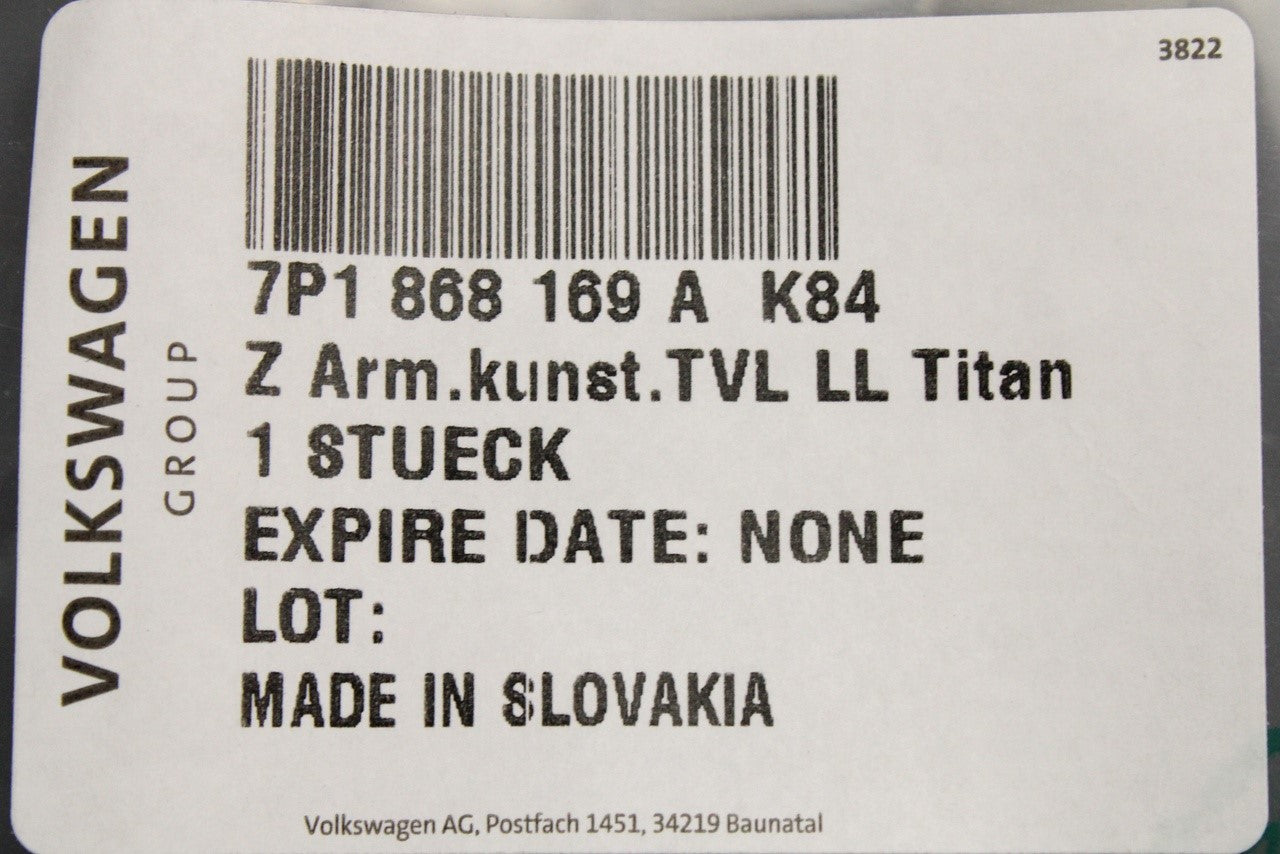 3822
VOLKSWAGEN
GROUP
7P1 868 169 A K84
Z Arm.kunst.TVL LL Titan
1 STUECK
EXPIRE DATE: NONE
LOT:
MADE IN SLOVAKIA
Volkswagen AG, Postfach 1451, 34219 Baunatal